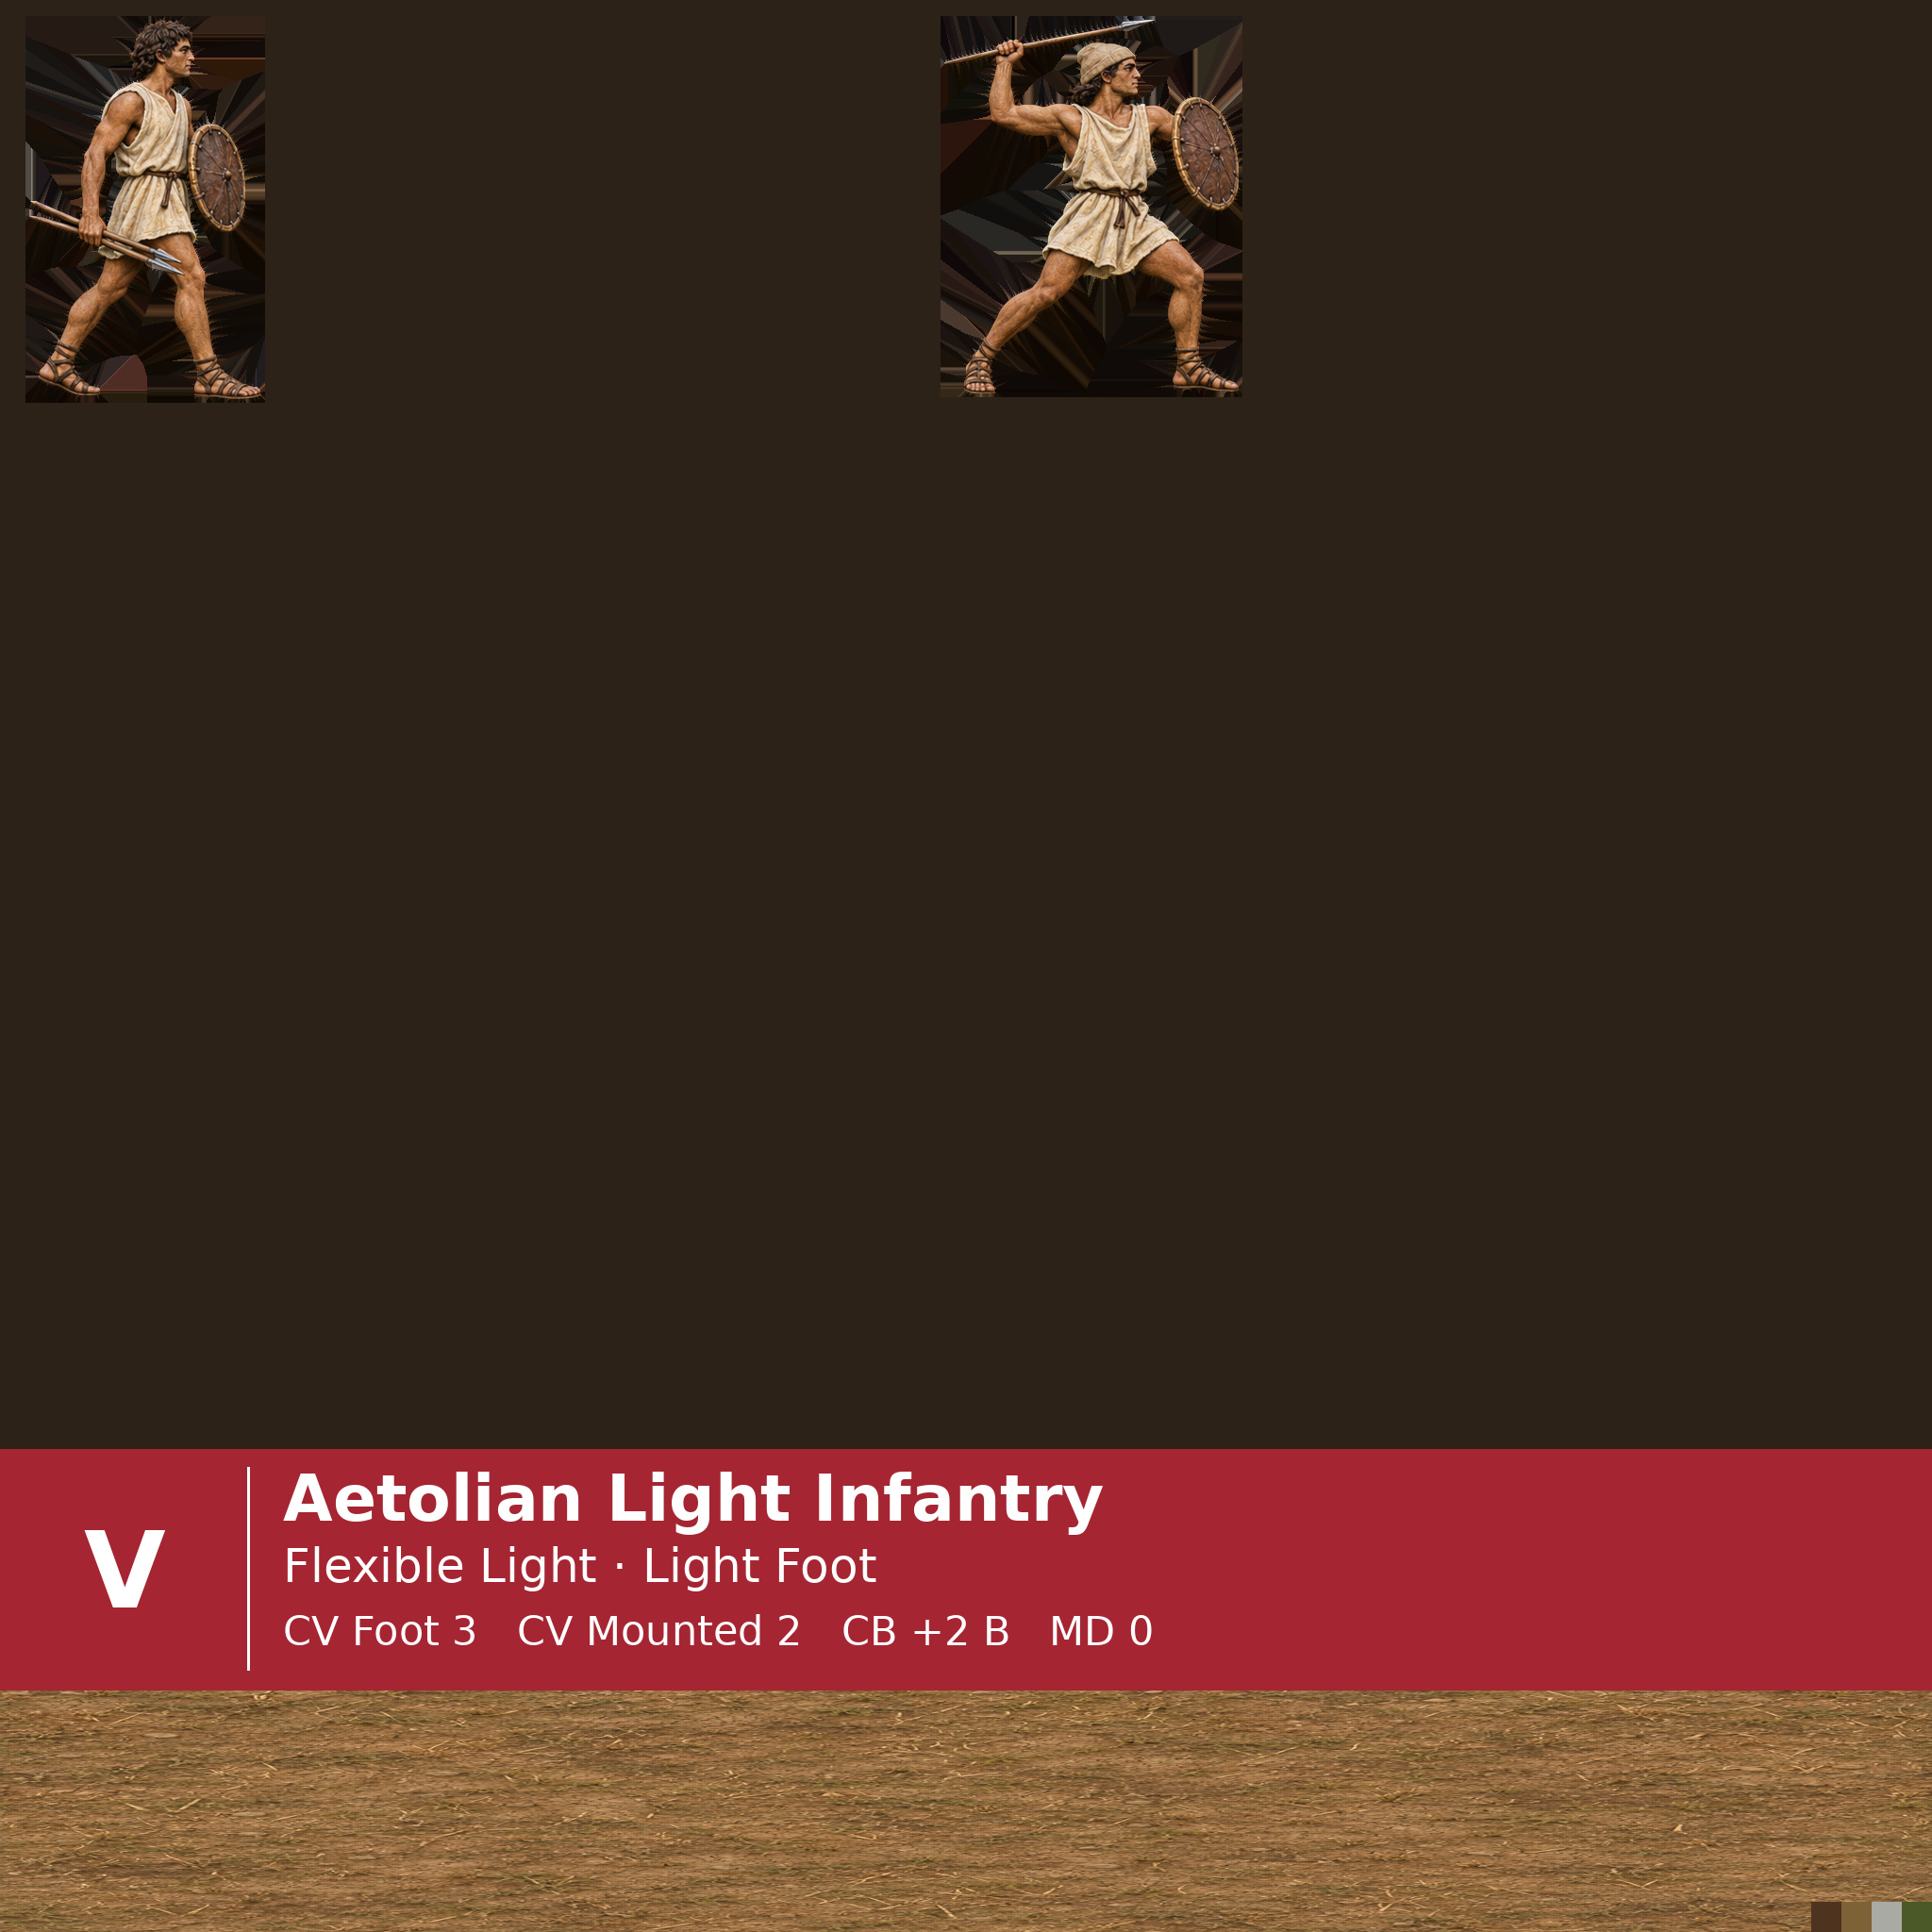 V
Aetolian Light Infantry
Flexible Light · Light Foot
CV Foot 3 CV Mounted 2 CB +2 B MD 0